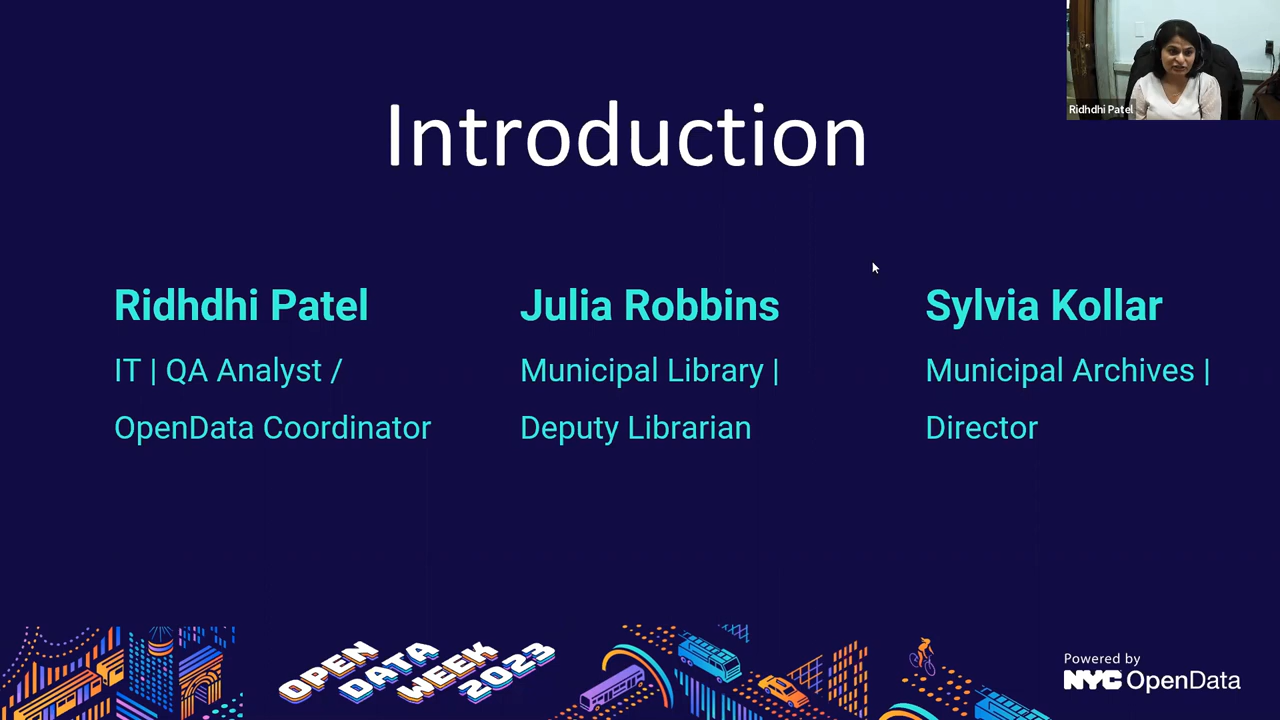 Ridhdhi Patel
Introduction
Ridhdhi Patel
IT | QA Analyst /
OpenData Coordinator
Julia Robbins
Municipal Library |
Deputy Librarian
Sylvia Kollar
Municipal Archives |
Director
OPEN
DATA
WEEK
2023
Powered by
NYC OpenData